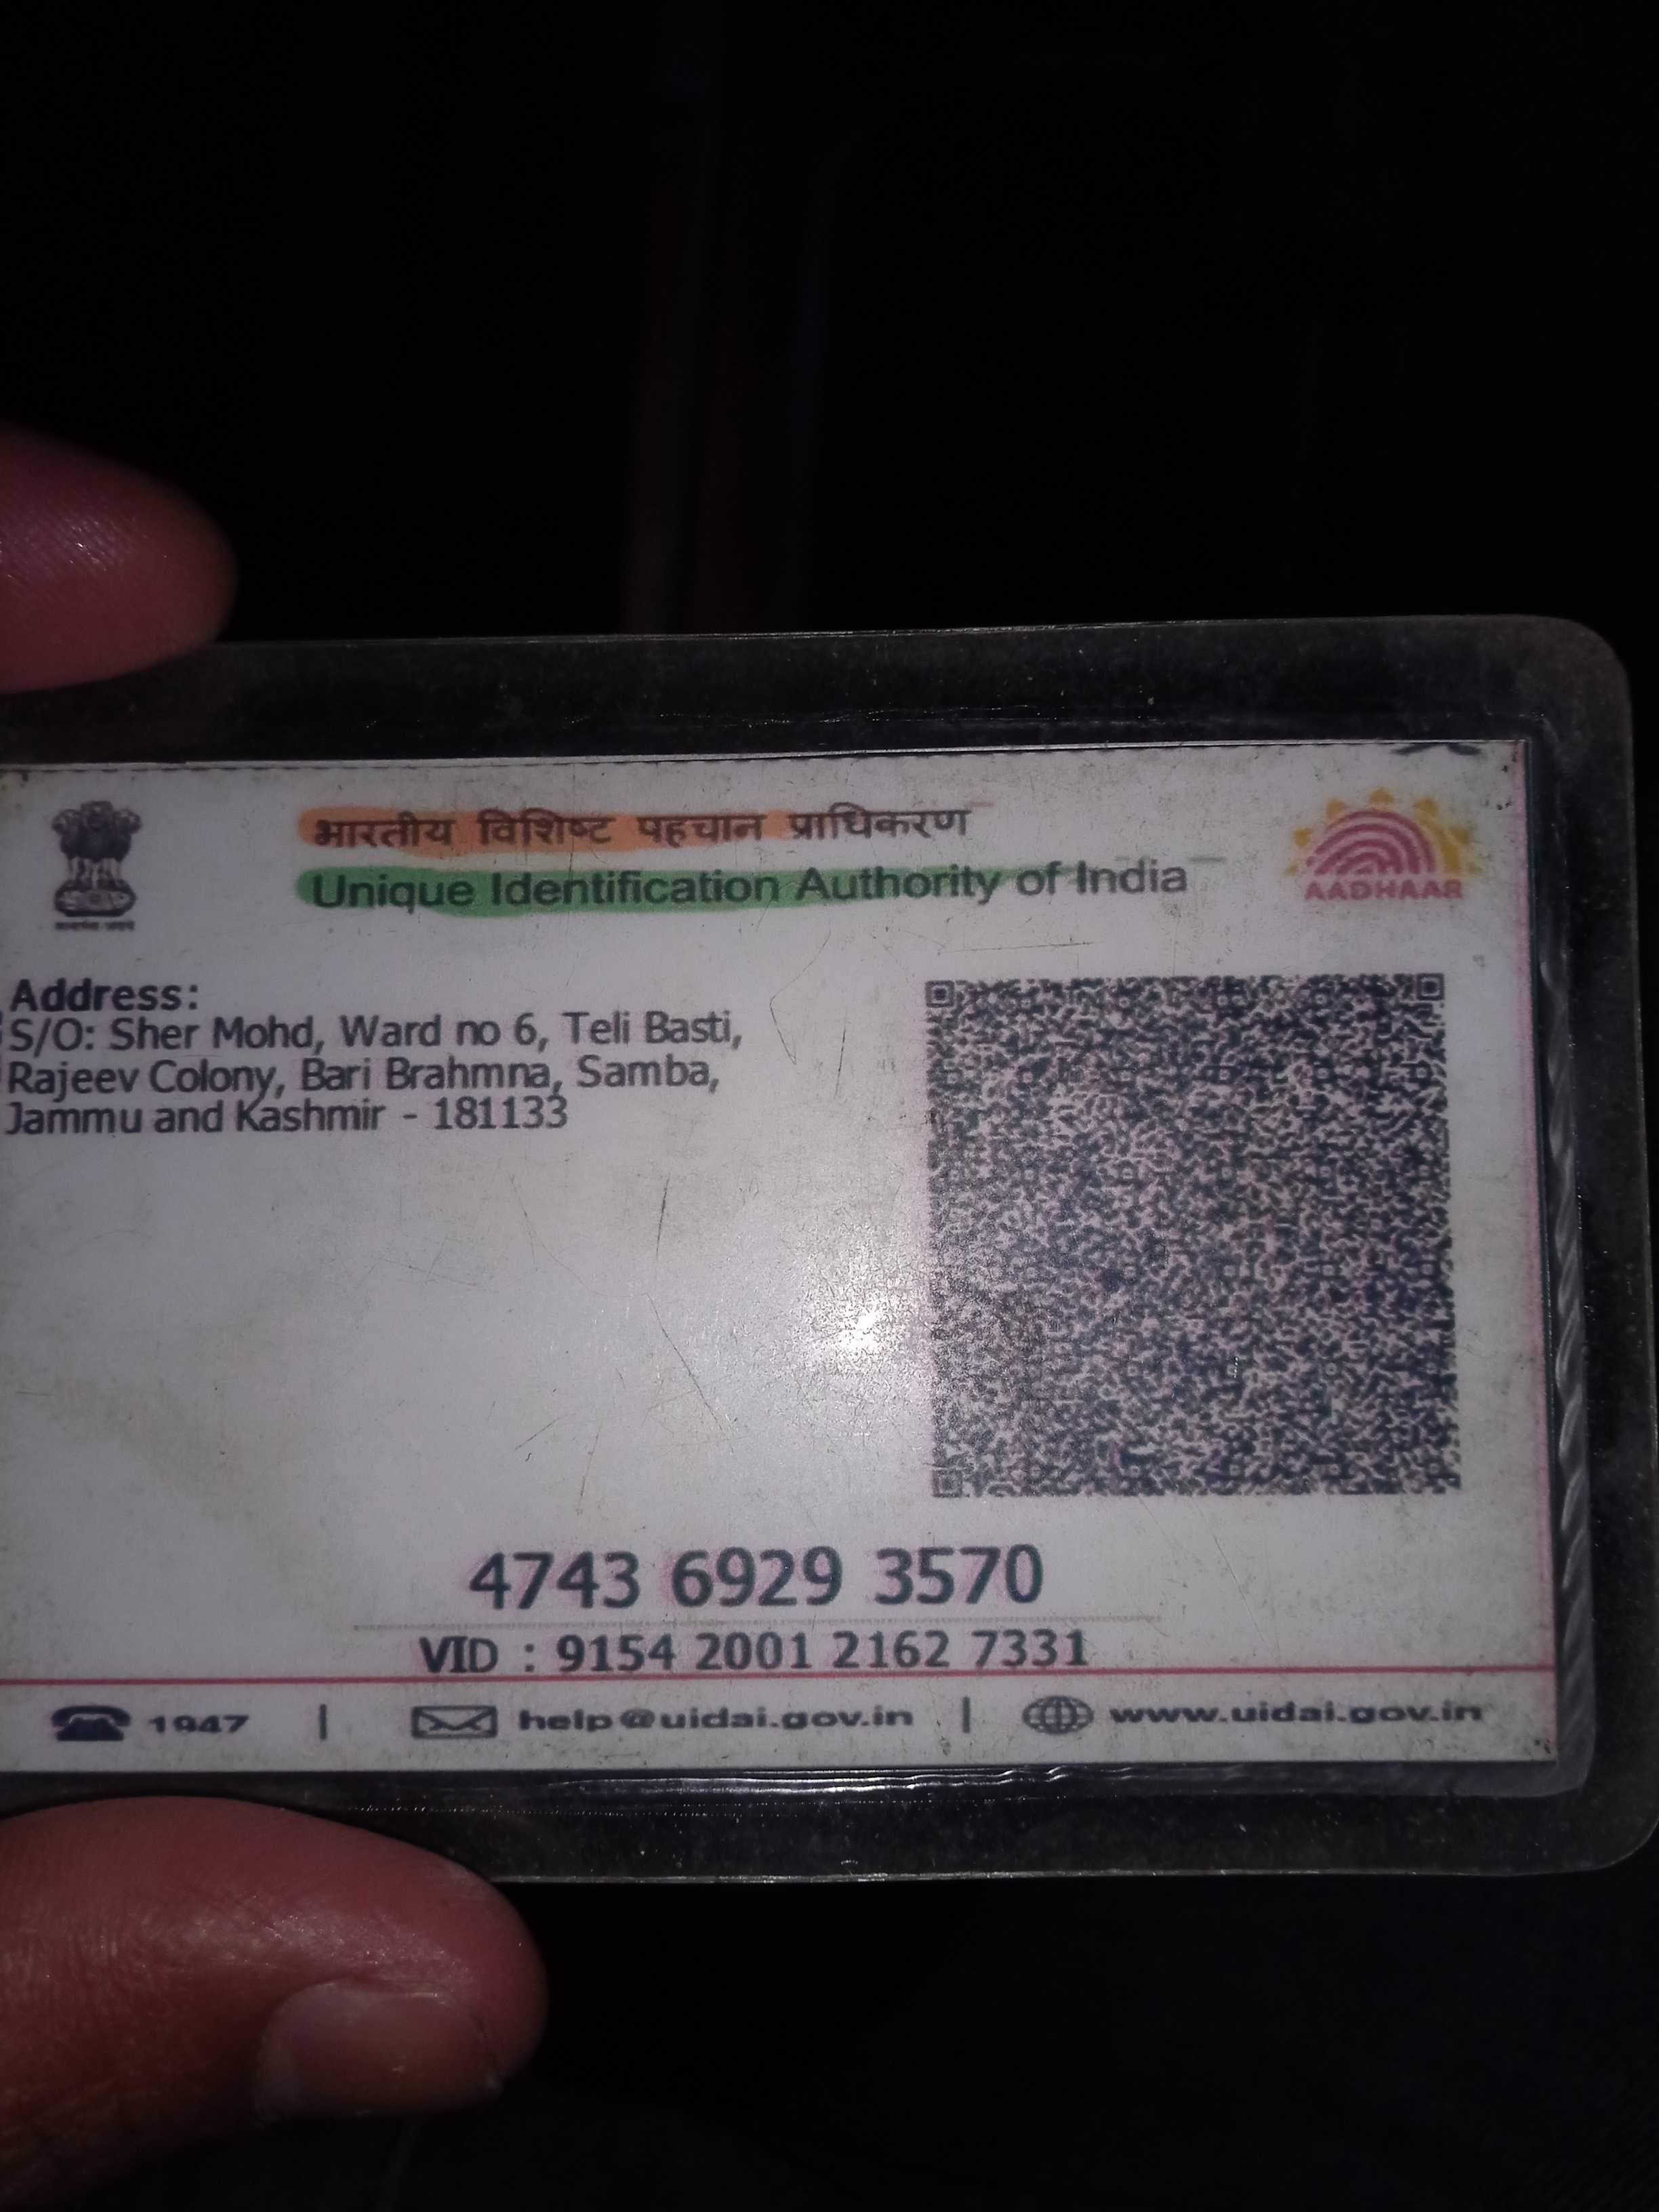 भारतीय विशिष्ट पहचान प्राधिकरण
Unique Identification Authority of India
AADHAAR
Address:
S/O: Sher Mohd, Ward no 6, Teli Basti,
Rajeev Colony, Bari Brahmna, Samba,
Jammu and Kashmir - 181133
4743 6929 3570
VID : 9154 2001 2162 7331
1947 | help@uidai.gov.in | www.uidai.gov.in